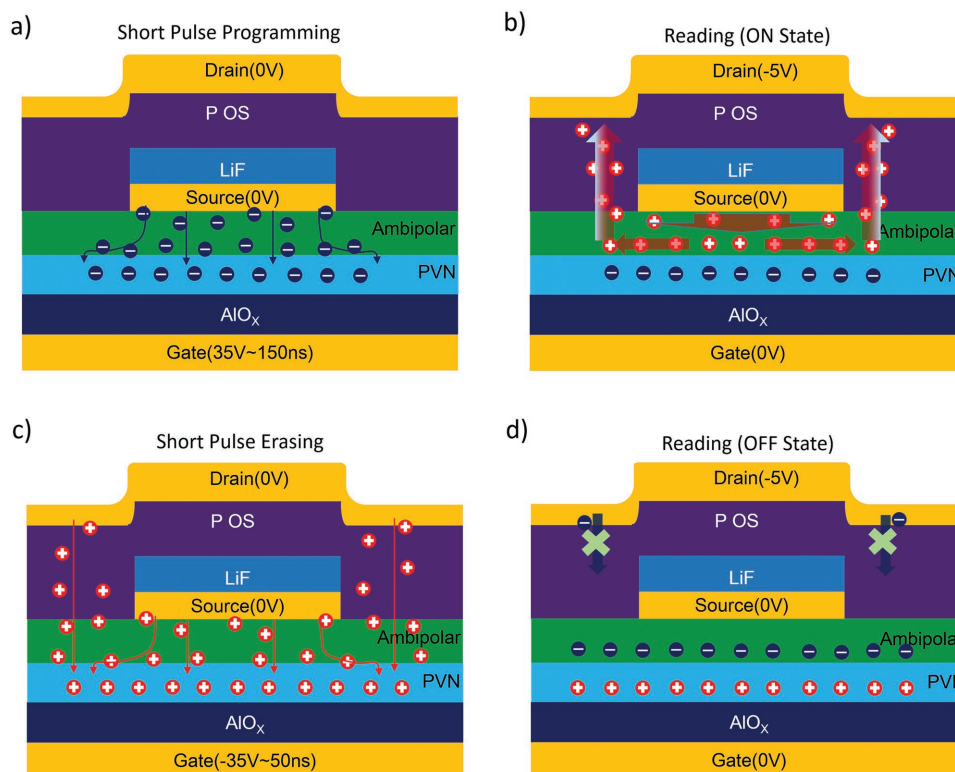 a)
Short Pulse Programming
Drain(0V)
P OS
LiF
Source(0V)
Ambipolar
PVN
AlOₓ
Gate(35V~150ns)
b)
Reading (ON State)
Drain(-5V)
P OS
LiF
Source(0V)
Ambipolar
PVN
AlOₓ
Gate(0V)
c)
Short Pulse Erasing
Drain(0V)
P OS
LiF
Source(0V)
Ambipolar
PVN
AlOₓ
Gate(-35V~50ns)
d)
Reading (OFF State)
Drain(-5V)
P OS
LiF
Source(0V)
Ambipolar
PVN
AlOₓ
Gate(0V)